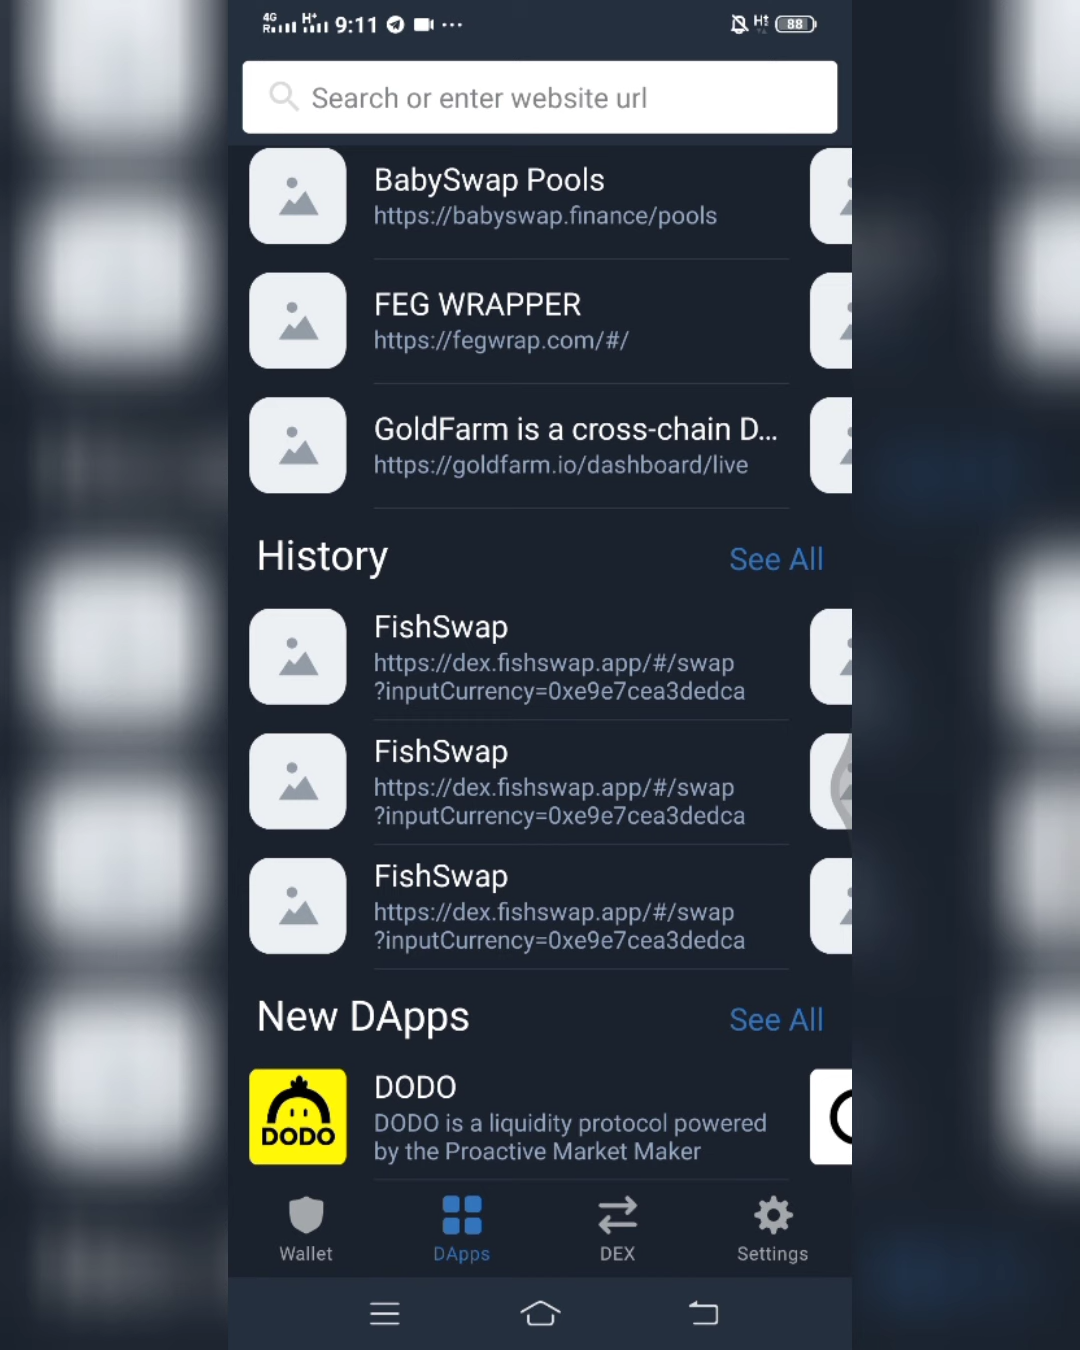 4G R H+ 9:11 ... H‡ 88
Search or enter website url
BabySwap Pools
https://babyswap.finance/pools
FEG WRAPPER
https://fegwrap.com/#/
GoldFarm is a cross-chain D...
https://goldfarm.io/dashboard/live
History See All
FishSwap
https://dex.fishswap.app/#/swap
?inputCurrency=0xe9e7cea3dedca
FishSwap
https://dex.fishswap.app/#/swap
?inputCurrency=0xe9e7cea3dedca
FishSwap
https://dex.fishswap.app/#/swap
?inputCurrency=0xe9e7cea3dedca
New DApps See All
DODO
DODO
DODO is a liquidity protocol powered
by the Proactive Market Maker
Wallet DApps DEX Settings